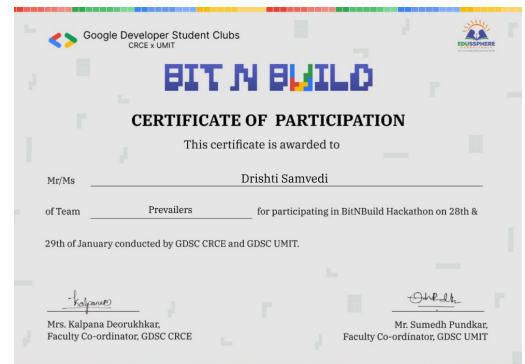 Google Developer Student Clubs
CRCE x UMIT
EDUSSPHERE
BIT N BUILD
CERTIFICATE OF PARTICIPATION
This certificate is awarded to
Mr/Ms Drishti Samvedi
of Team Prevailers for participating in BitNBuild Hackathon on 28th &
29th of January conducted by GDSC CRCE and GDSC UMIT.
Kalpana
Mrs. Kalpana Deorukhkar, Mr. Sumedh Pundkar,
Faculty Co-ordinator, GDSC CRCE Faculty Co-ordinator, GDSC UMIT